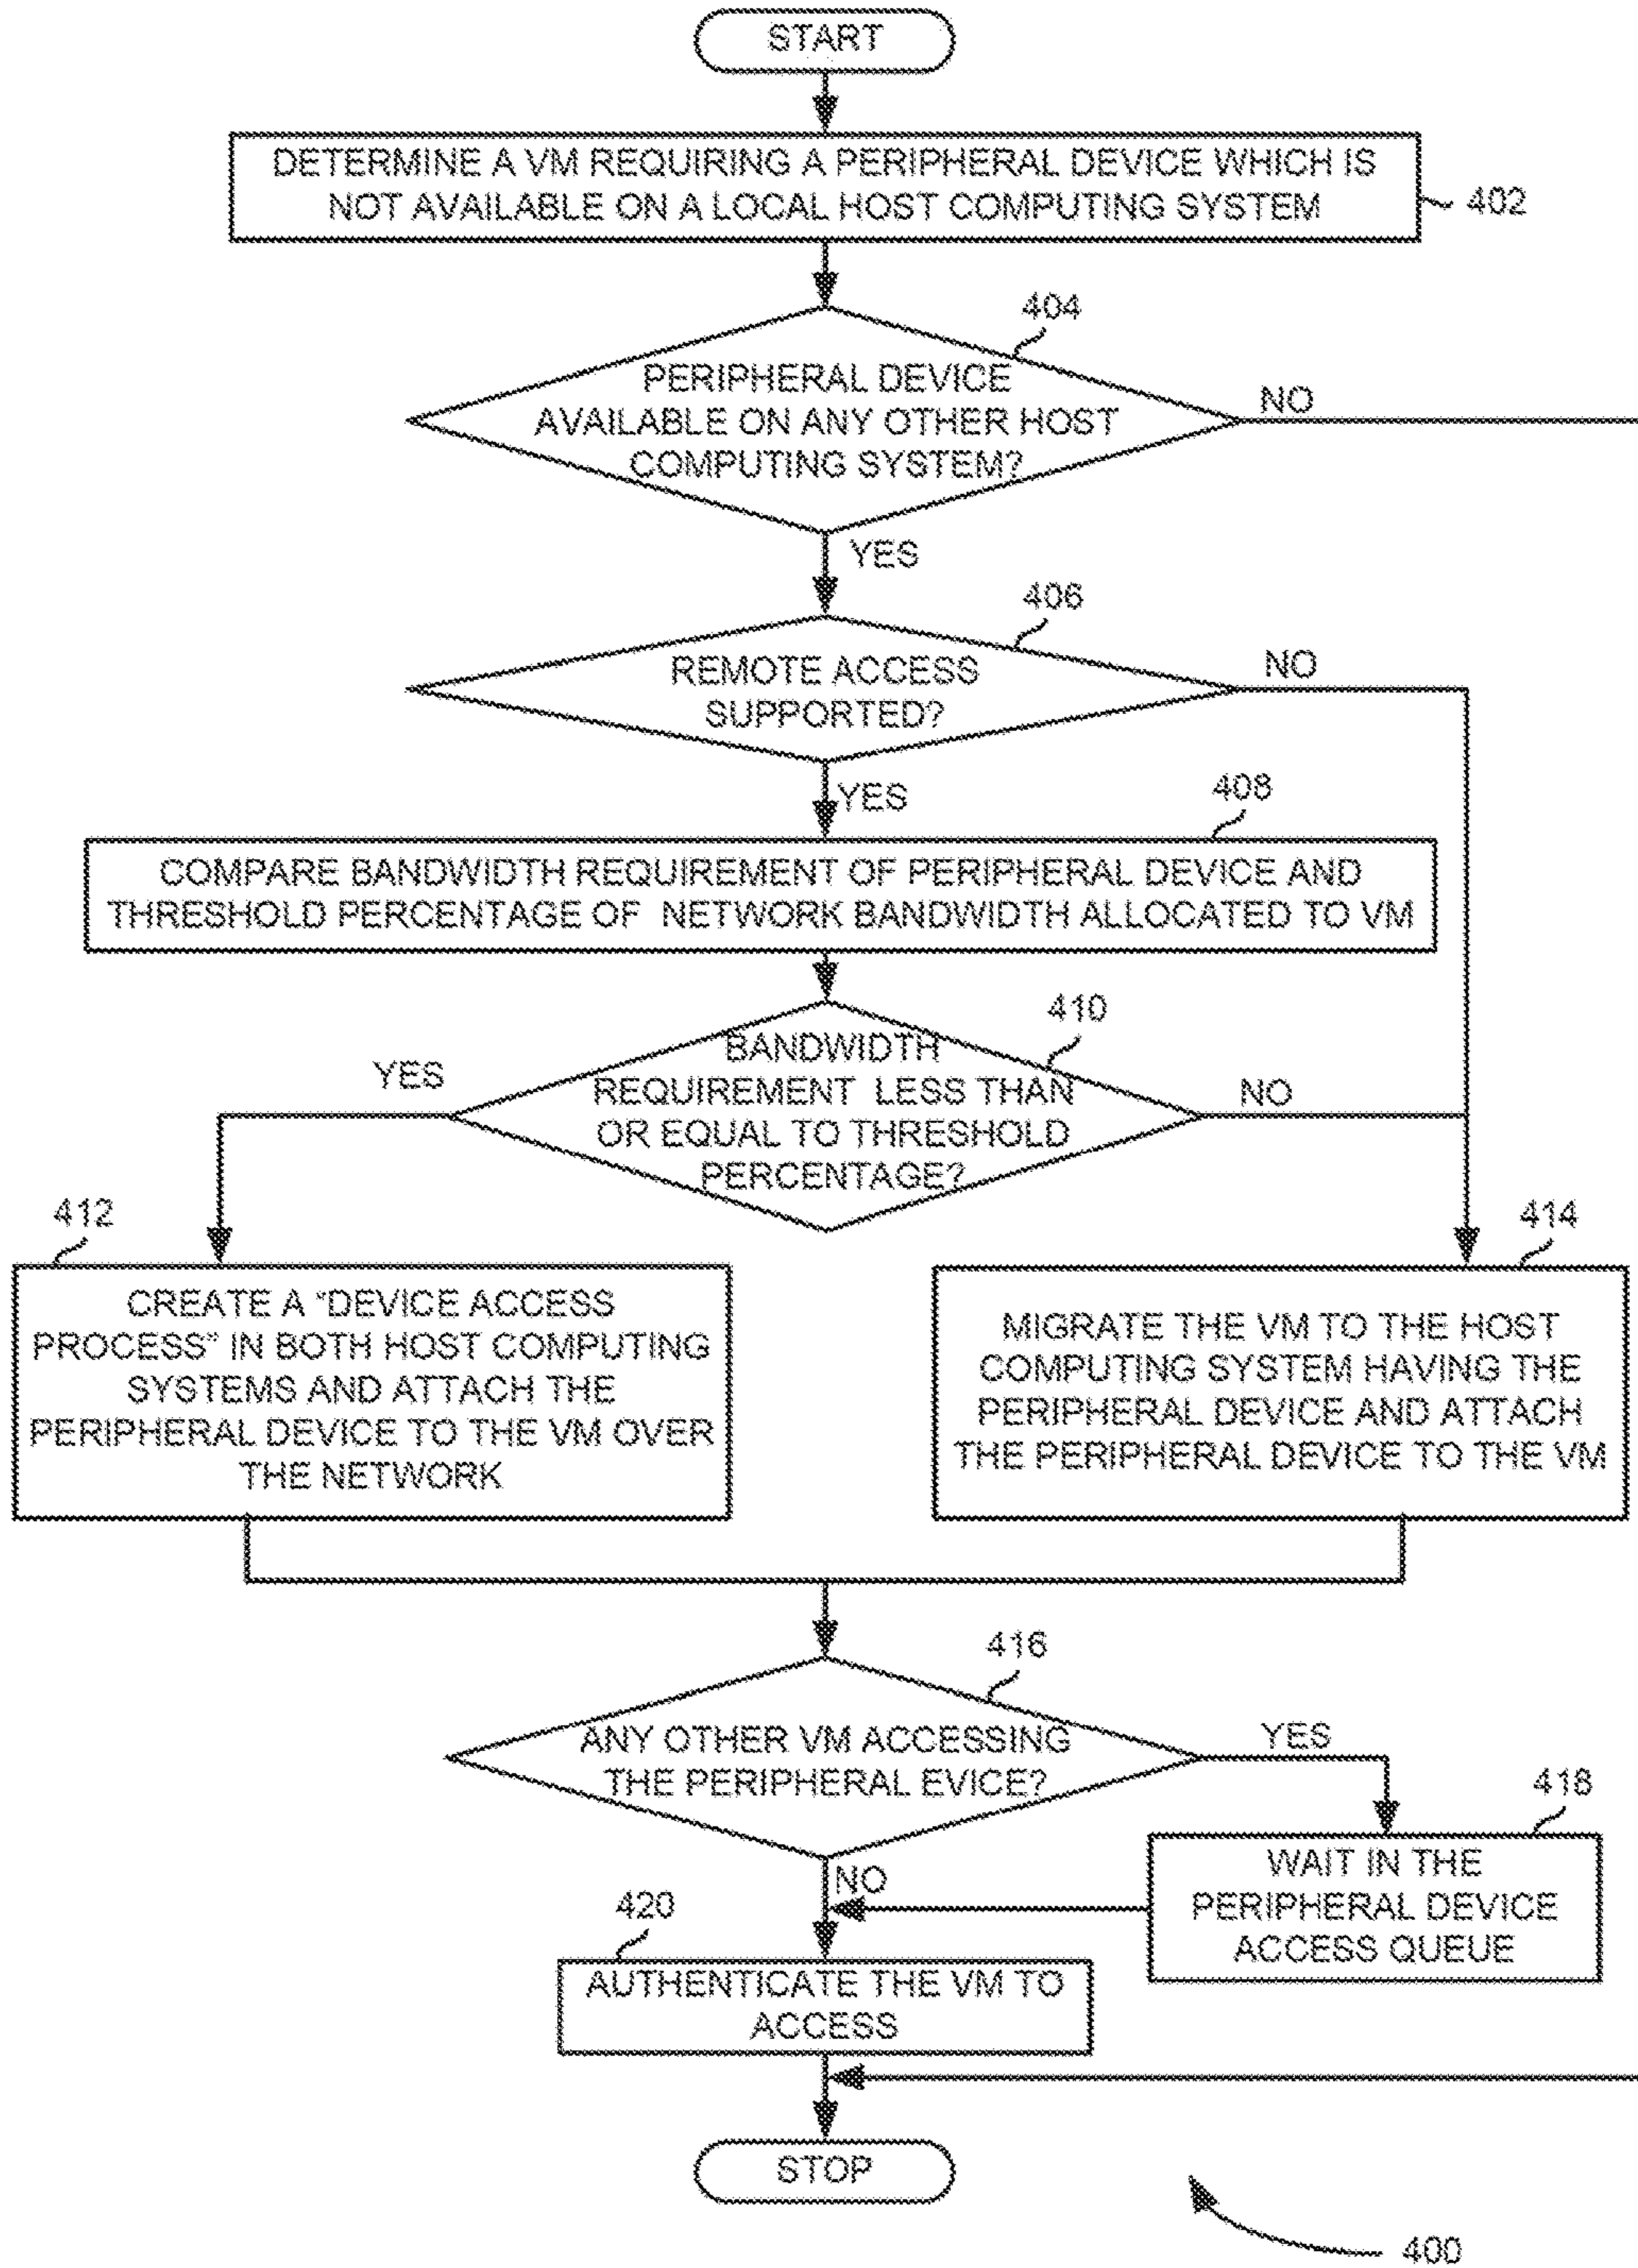 START
DETERMINE A VM REQUIRING A PERIPHERAL DEVICE WHICH IS
NOT AVAILABLE ON A LOCAL HOST COMPUTING SYSTEM
402
404
PERIPHERAL DEVICE
AVAILABLE ON ANY OTHER HOST
COMPUTING SYSTEM?
NO
YES
406
REMOTE ACCESS
SUPPORTED?
NO
YES
408
COMPARE BANDWIDTH REQUIREMENT OF PERIPHERAL DEVICE AND
THRESHOLD PERCENTAGE OF NETWORK BANDWIDTH ALLOCATED TO VM
410
BANDWIDTH
REQUIREMENT LESS THAN
OR EQUAL TO THRESHOLD
PERCENTAGE?
YES
NO
412
CREATE A "DEVICE ACCESS
PROCESS" IN BOTH HOST COMPUTING
SYSTEMS AND ATTACH THE
PERIPHERAL DEVICE TO THE VM OVER
THE NETWORK
414
MIGRATE THE VM TO THE HOST
COMPUTING SYSTEM HAVING THE
PERIPHERAL DEVICE AND ATTACH
THE PERIPHERAL DEVICE TO THE VM
416
ANY OTHER VM ACCESSING
THE PERIPHERAL EVICE?
YES
NO
418
WAIT IN THE
PERIPHERAL DEVICE
ACCESS QUEUE
420
AUTHENTICATE THE VM TO
ACCESS
STOP
400